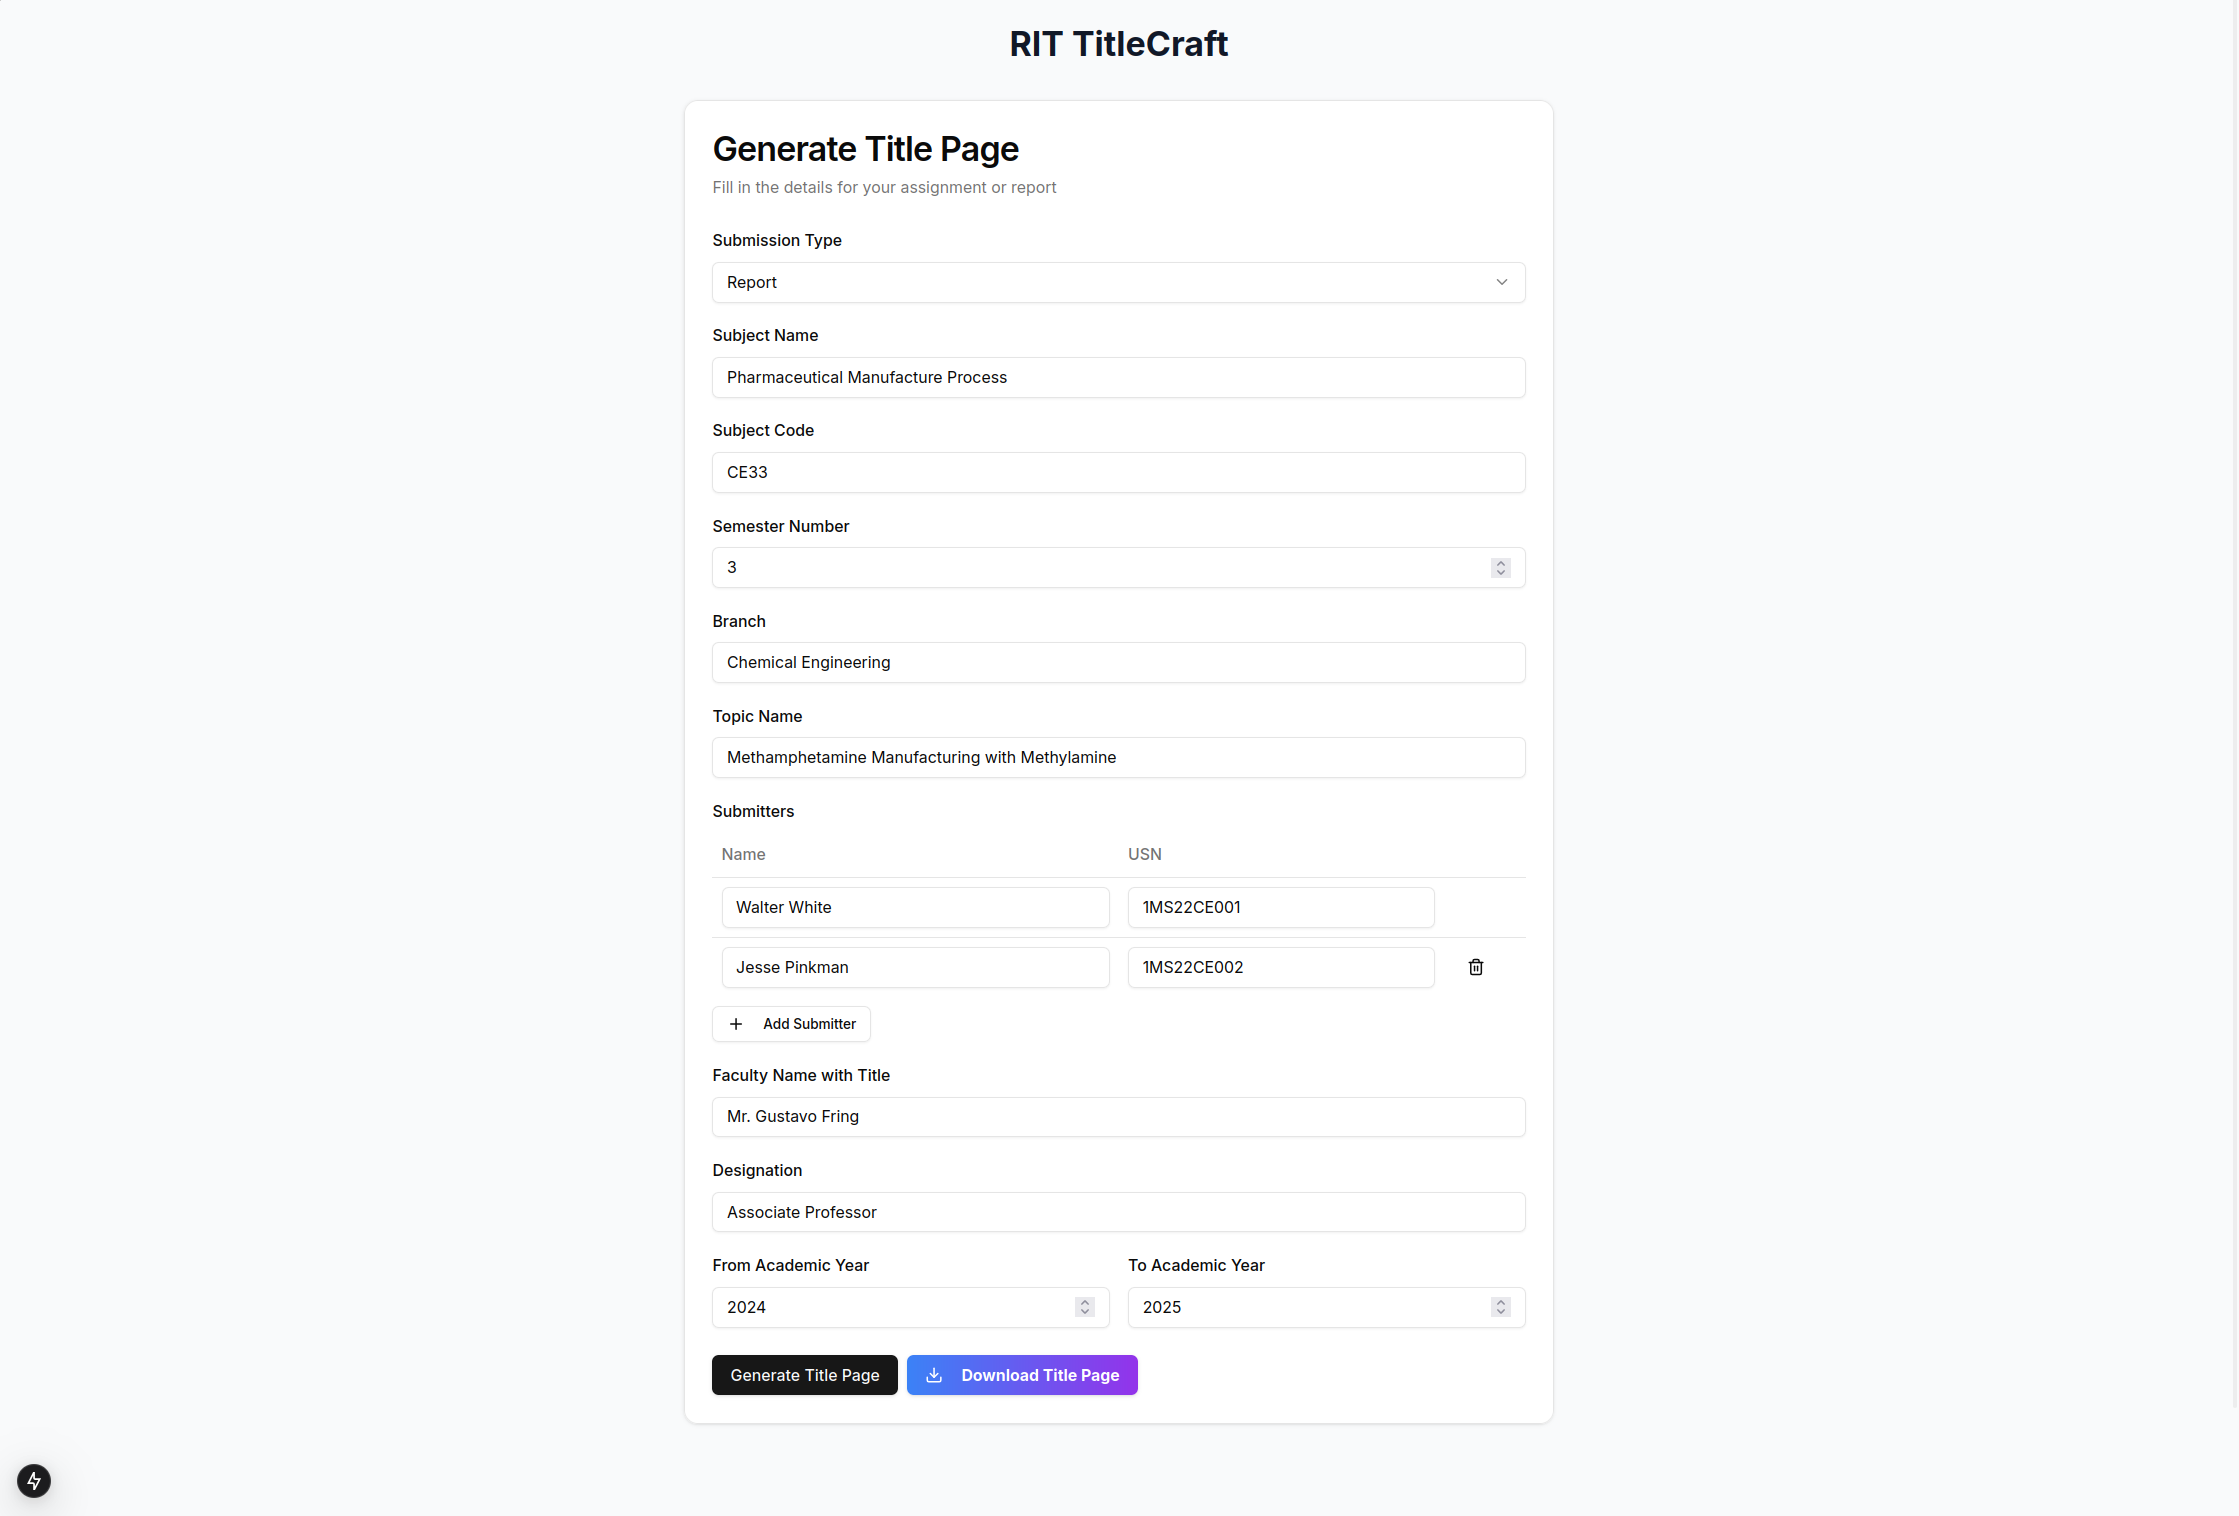 RIT TitleCraft
Generate Title Page
Fill in the details for your assignment or report
Submission Type
Report
Subject Name
Pharmaceutical Manufacture Process
Subject Code
CE33
Semester Number
3
Branch
Chemical Engineering
Topic Name
Methamphetamine Manufacturing with Methylamine
Submitters
Name USN
Walter White 1MS22CE001
Jesse Pinkman 1MS22CE002
Add Submitter
Faculty Name with Title
Mr. Gustavo Fring
Designation
Associate Professor
From Academic Year To Academic Year
2024 2025
Generate Title Page Download Title Page